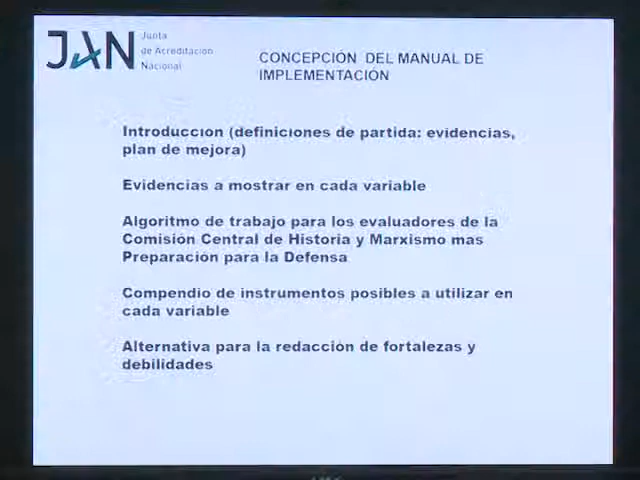 JAN
Junta
de Acreditación
Nacional
CONCEPCIÓN DEL MANUAL DE
IMPLEMENTACIÓN
Introducción (definiciones de partida: evidencias,
plan de mejora)
Evidencias a mostrar en cada variable
Algoritmo de trabajo para los evaluadores de la
Comisión Central de Historia y Marxismo mas
Preparación para la Defensa
Compendio de instrumentos posibles a utilizar en
cada variable
Alternativa para la redacción de fortalezas y
debilidades